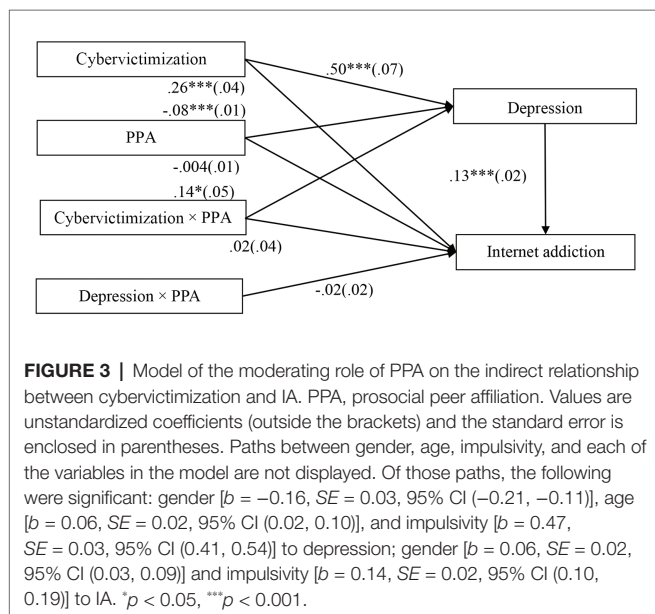 Cybervictimization
.50***(.07)
.26***(.04)
-.08***(.01)
Depression
PPA
-.004(.01)
.13***(.02)
.14*(.05)
Cybervictimization × PPA
.02(.04)
Internet addiction
Depression × PPA
-.02(.02)
FIGURE 3 | Model of the moderating role of PPA on the indirect relationship
between cybervictimization and IA. PPA, prosocial peer affiliation. Values are
unstandardized coefficients (outside the brackets) and the standard error is
enclosed in parentheses. Paths between gender, age, impulsivity, and each of
the variables in the model are not displayed. Of those paths, the following
were significant: gender [b = −0.16, SE = 0.03, 95% CI (−0.21, −0.11)], age
[b = 0.06, SE = 0.02, 95% CI (0.02, 0.10)], and impulsivity [b = 0.47,
SE = 0.03, 95% CI (0.41, 0.54)] to depression; gender [b = 0.06, SE = 0.02,
95% CI (0.03, 0.09)] and impulsivity [b = 0.14, SE = 0.02, 95% CI (0.10,
0.19)] to IA. *p < 0.05, ***p < 0.001.